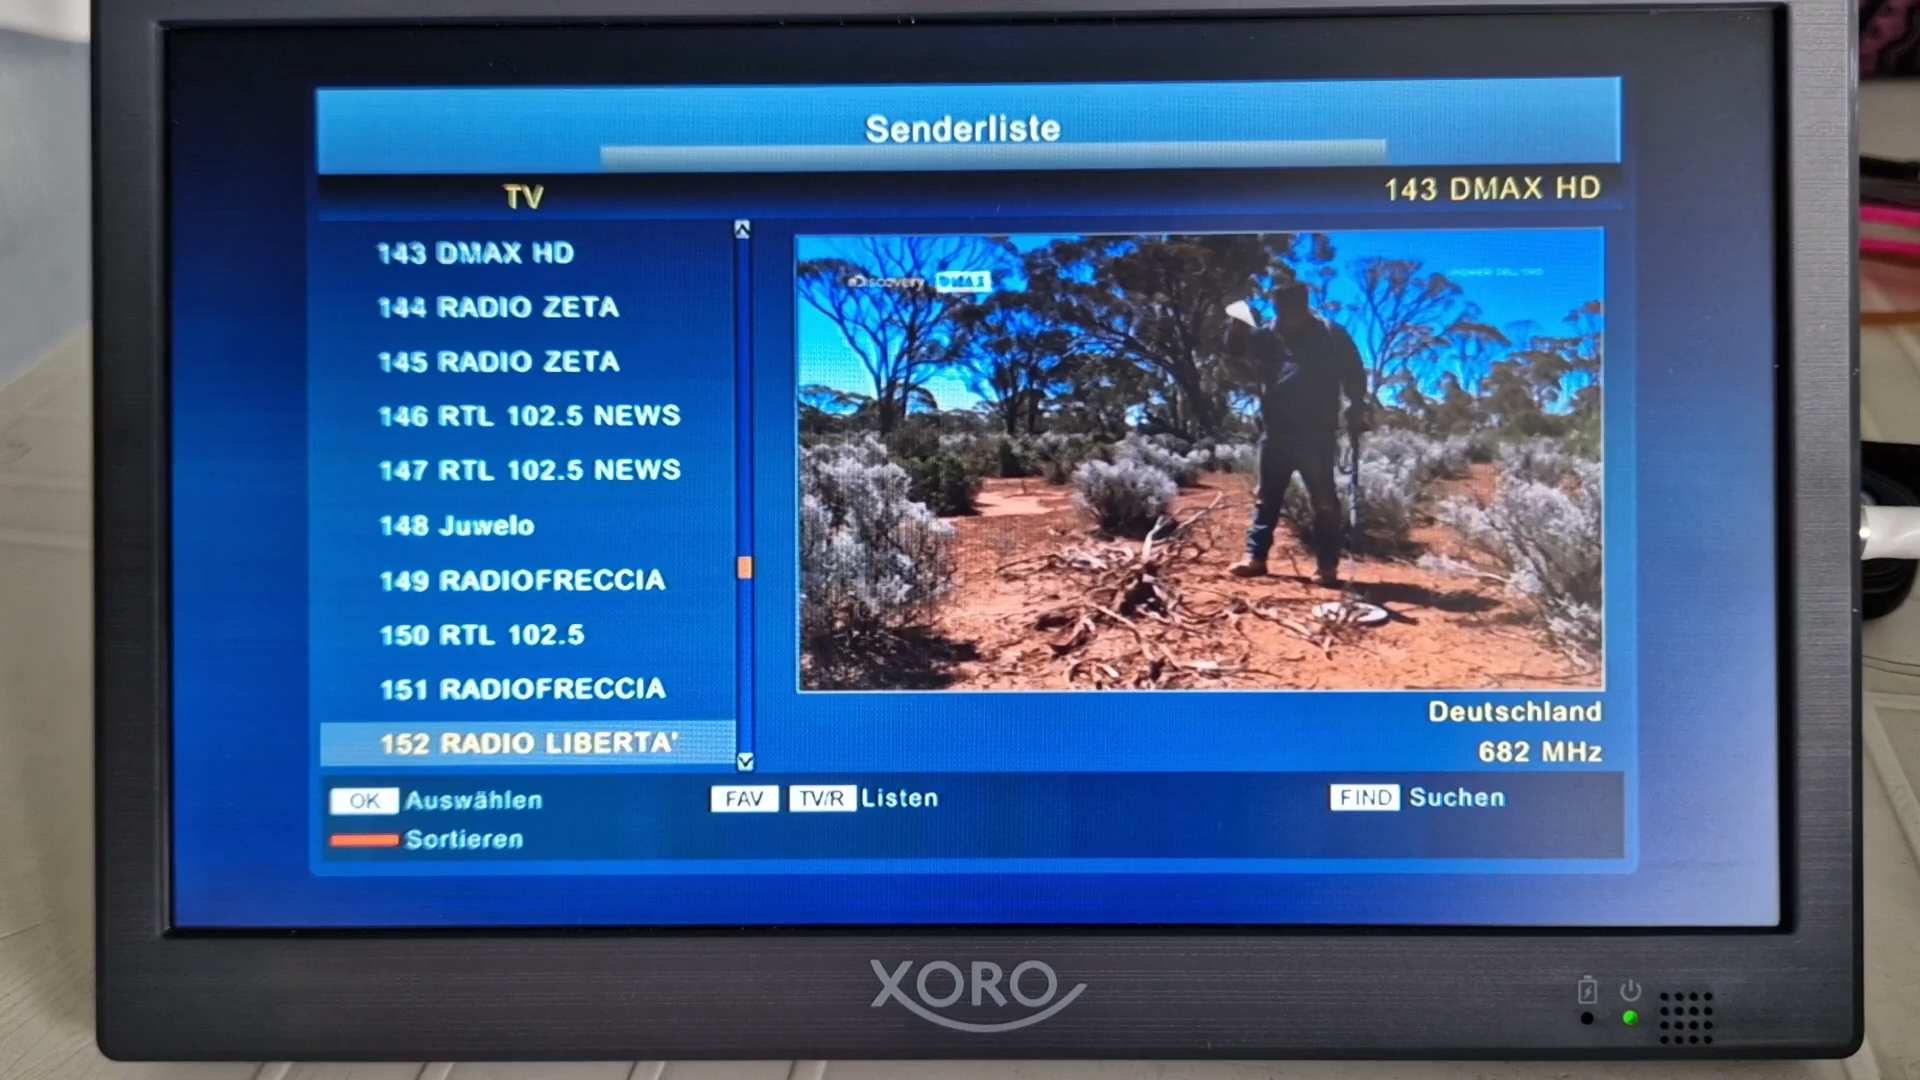 Senderliste
TV
143 DMAX HD
143 DMAX HD
144 RADIO ZETA
145 RADIO ZETA
146 RTL 102.5 NEWS
147 RTL 102.5 NEWS
148 Juwelo
149 RADIOFRECCIA
150 RTL 102.5
151 RADIOFRECCIA
152 RADIO LIBERTA'
Discovery DMAX
Deutschland
682 MHz
OK Auswählen
FAV TV/R Listen
FIND Suchen
Sortieren
XORO